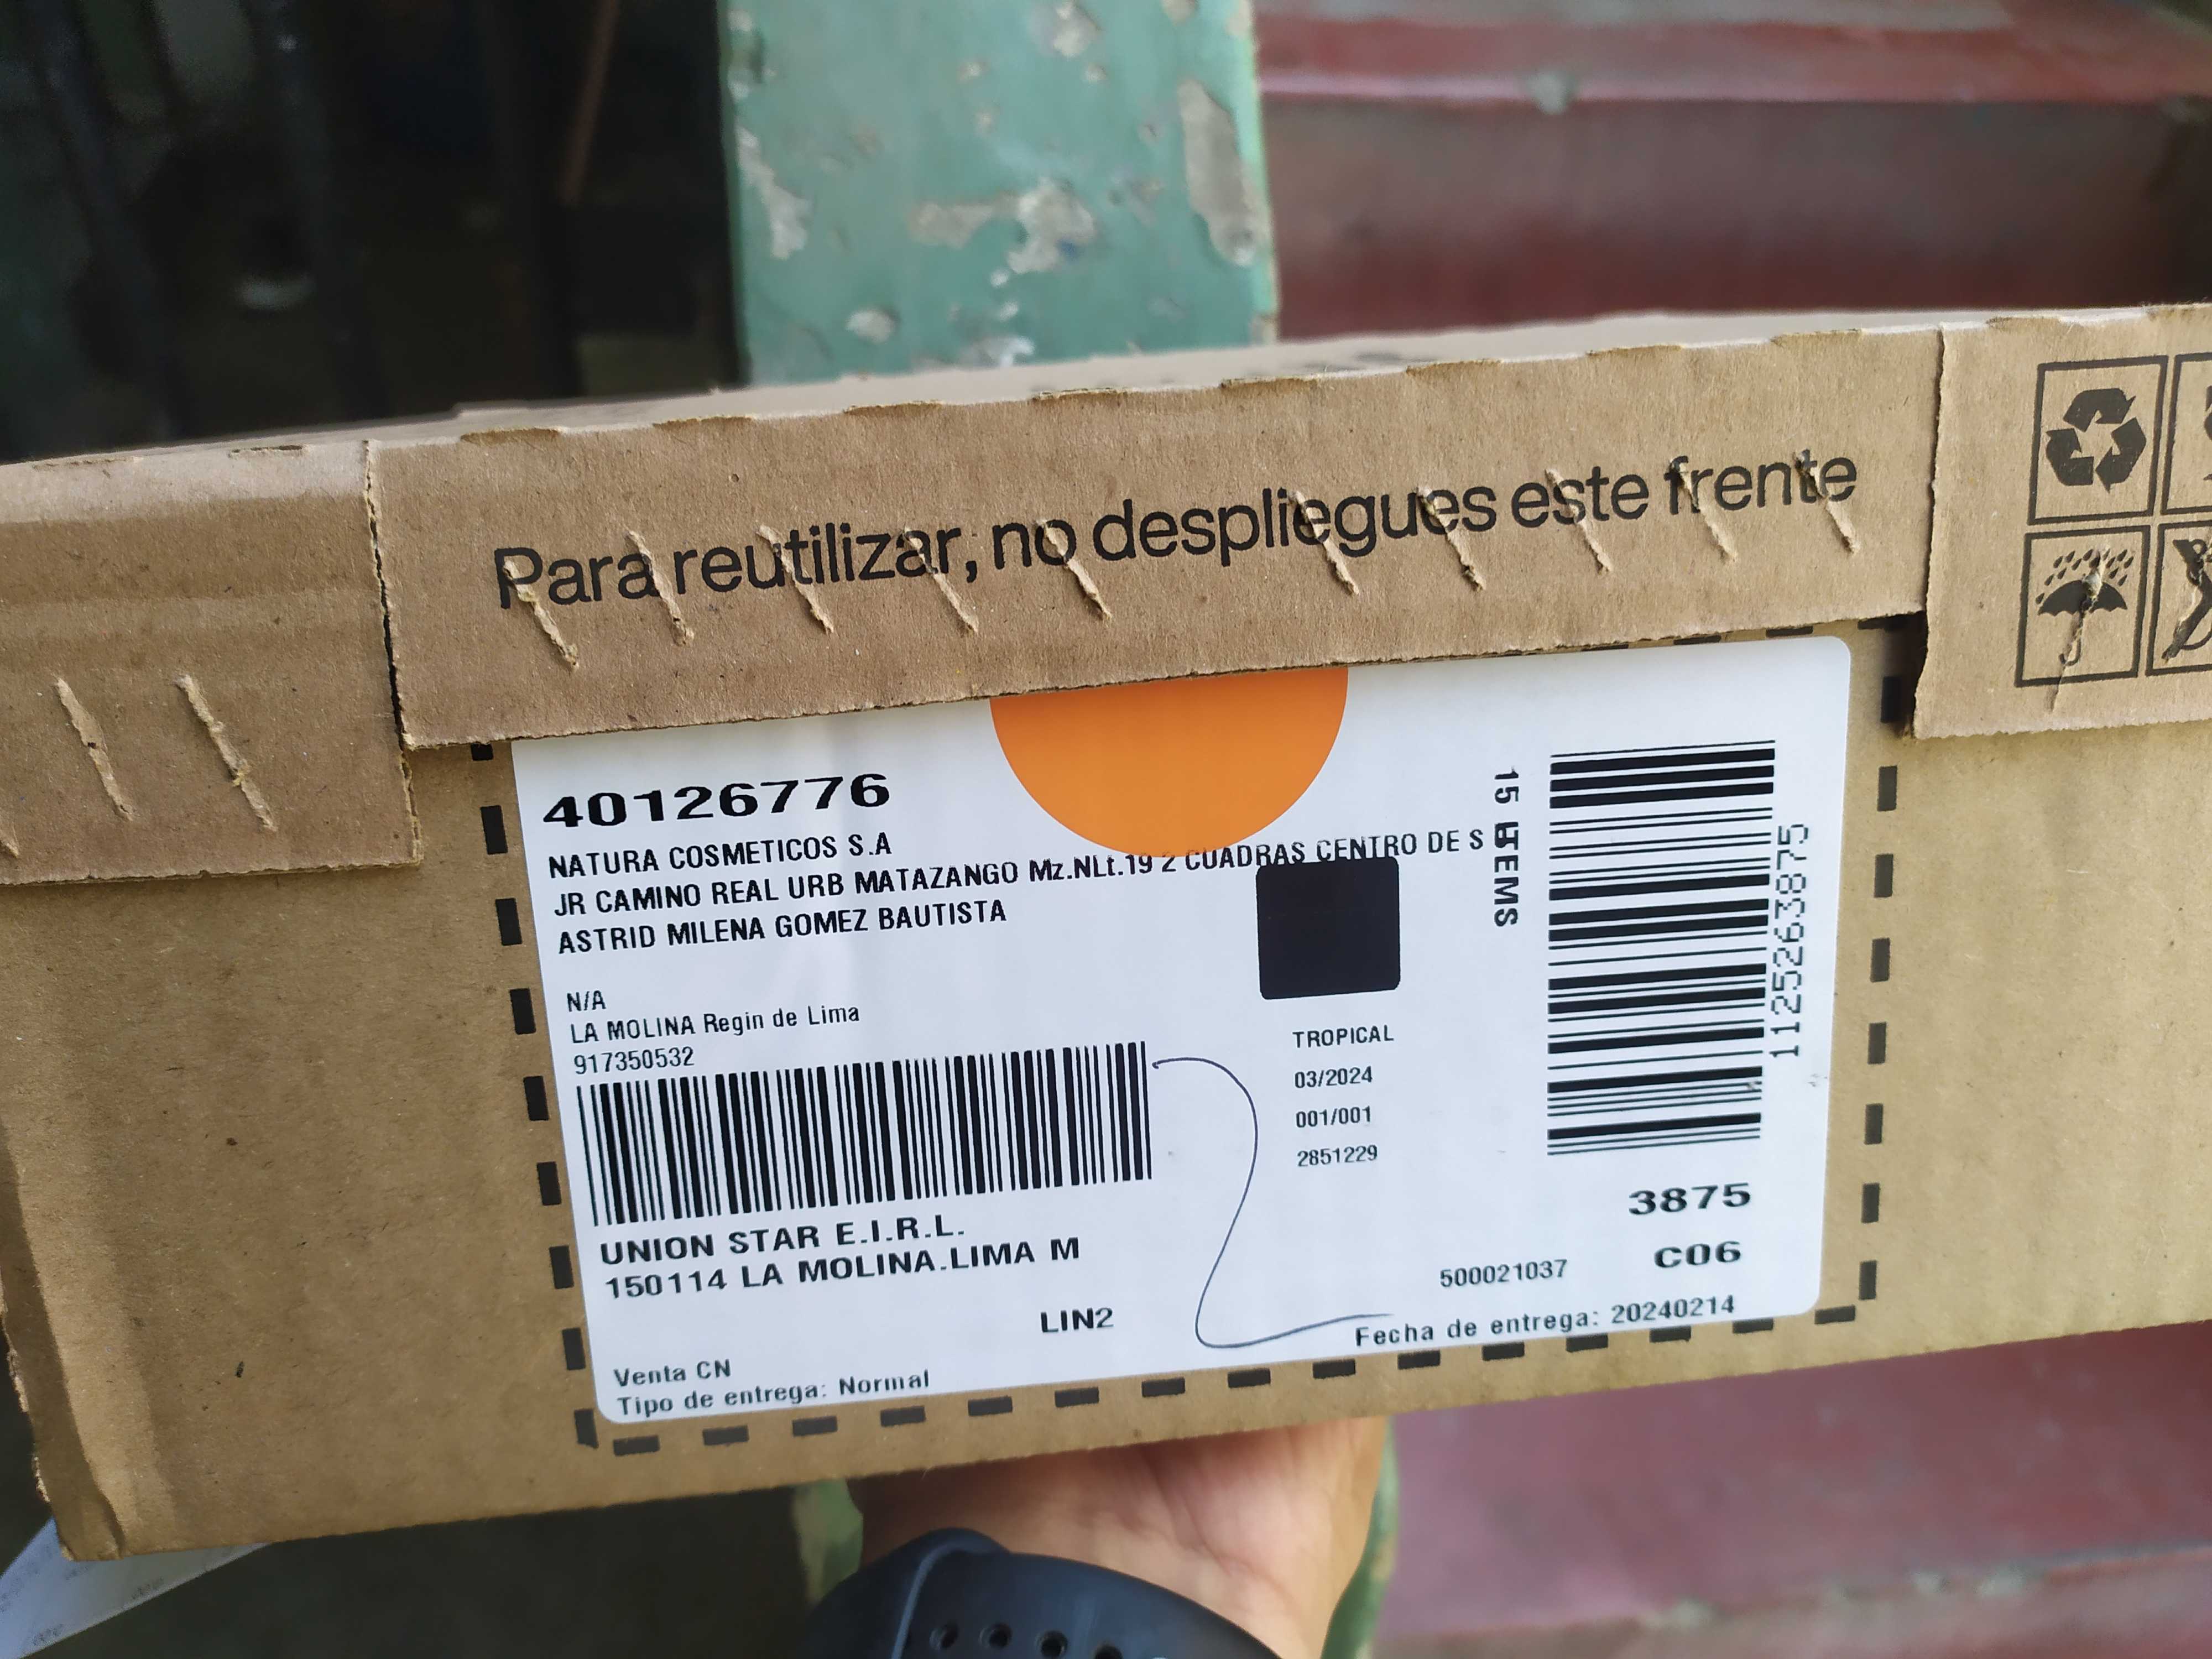 Para reutilizar, no despliegues este frente
40126776
NATURA COSMETICOS S.A
JR CAMINO REAL URB MATAZANGO Mz.NLt.19 2 CUADRAS CENTRO DE S
ASTRID MILENA GOMEZ BAUTISTA
N/A
LA MOLINA Regin de Lima
917350532
UNION STAR E.I.R.L.
150114 LA MOLINA.LIMA M
LIN2
Venta CN
Tipo de entrega: Normal
TROPICAL
03/2024
001/001
2851229
15 ITEMS
11252263875
3875
C06
500021037
Fecha de entrega: 20240214